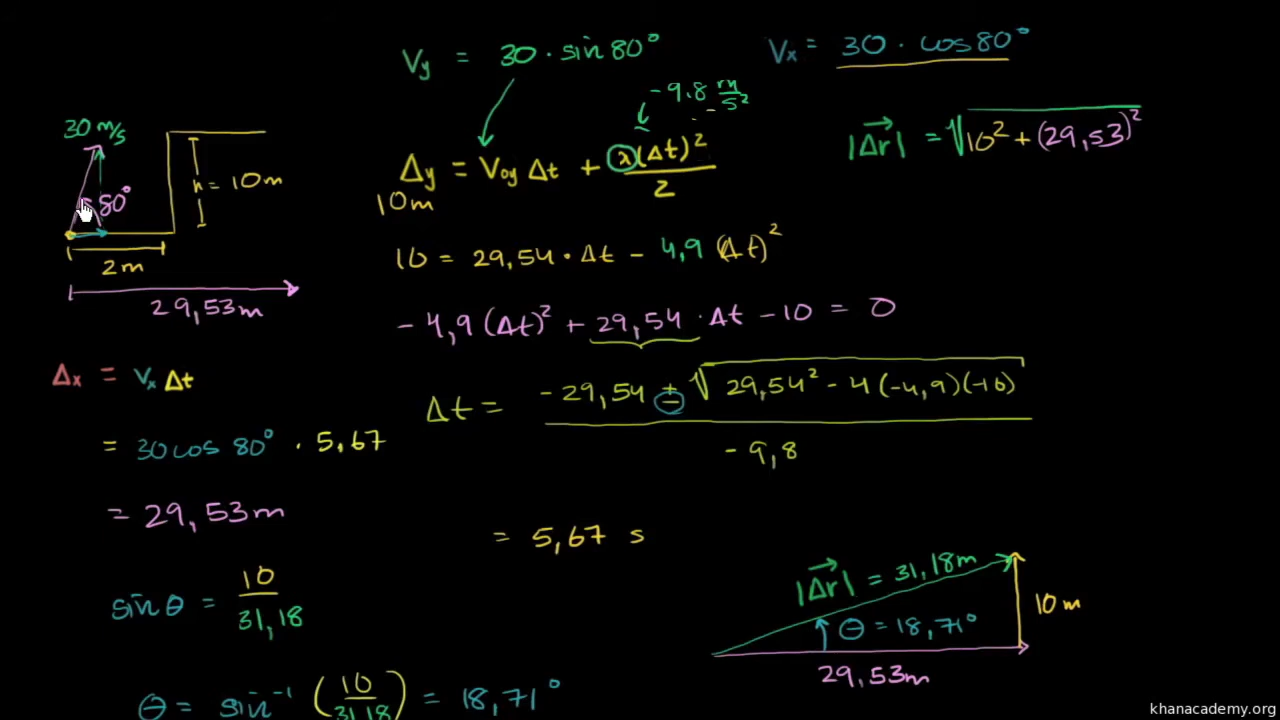 Vy = 30 · sin 80°
Vx = 30 · cos 80°
-9.8 m/s²
30 m/s
80°
h = 10m
2m
29,53m
Δy = Voy Δt + a(Δt)²/2
10m
|Δr| = √10² + (29,53)²
10 = 29,54 · Δt - 4,9 (Δt)²
-4,9 (Δt)² + 29,54 · Δt - 10 = 0
Δt = -29,54 ± √29,54² - 4(-4,9)(-10) / -9,8
= 5,67 s
Δx = Vx Δt
= 30 cos 80° · 5,67
= 29,53m
sin θ = 10/31,18
θ = sin⁻¹ (10/31,18) = 18,71°
|Δr| = 31,18m
10m
θ = 18,71°
29,53m
khanacademy.org